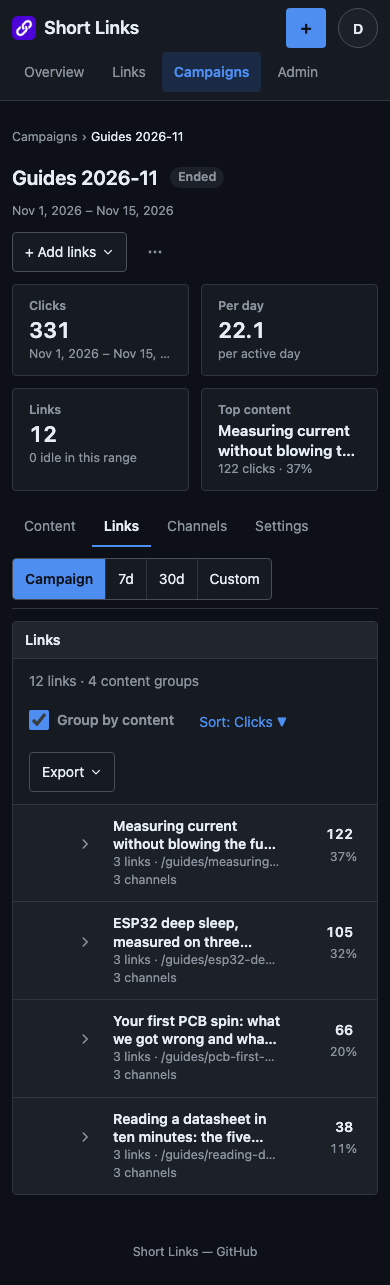 Short Links
+
D
Overview
Links
Campaigns
Admin
Campaigns › Guides 2026-11
Guides 2026-11
Ended
Nov 1, 2026 – Nov 15, 2026
+ Add links
···
Clicks
331
Nov 1, 2026 – Nov 15, ...
Per day
22.1
per active day
Links
12
0 idle in this range
Top content
Measuring current
without blowing t...
122 clicks · 37%
Content
Links
Channels
Settings
Campaign
7d
30d
Custom
Links
12 links · 4 content groups
Group by content
Sort: Clicks ▼
Export
Measuring current
without blowing the fu...
3 links · /guides/measuring...
3 channels
122
37%
ESP32 deep sleep,
measured on three...
3 links · /guides/esp32-de...
3 channels
105
32%
Your first PCB spin: what
we got wrong and wha...
3 links · /guides/pcb-first-...
3 channels
66
20%
Reading a datasheet in
ten minutes: the five...
3 links · /guides/reading-d...
3 channels
38
11%
Short Links — GitHub